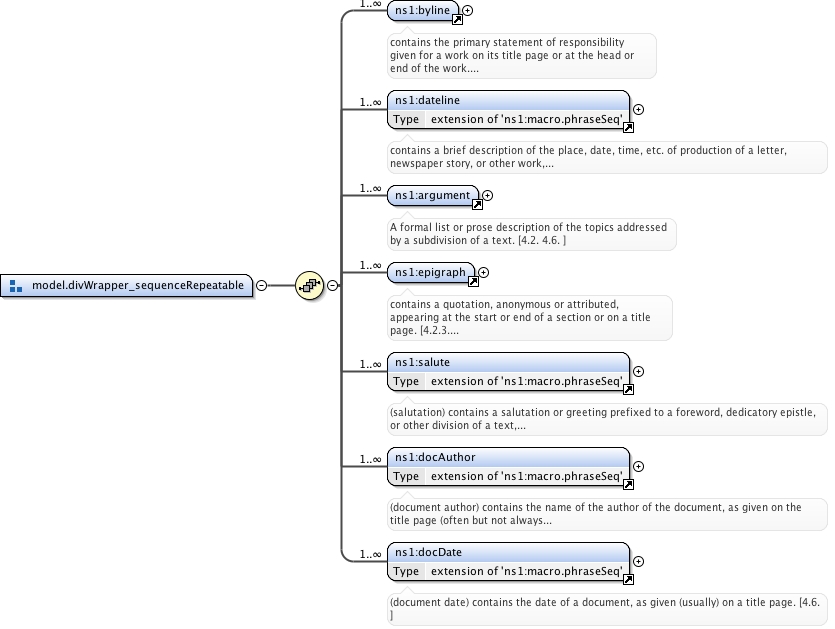 1..∞
ns1:byline
contains the primary statement of responsibility
given for a work on its title page or at the head or
end of the work....
1..∞
ns1:dateline
Type extension of 'ns1:macro.phraseSeq'
contains a brief description of the place, date, time, etc. of production of a letter,
newspaper story, or other work,...
1..∞
ns1:argument
A formal list or prose description of the topics addressed
by a subdivision of a text. [4.2. 4.6. ]
model.divWrapper_sequenceRepeatable
1..∞
ns1:epigraph
contains a quotation, anonymous or attributed,
appearing at the start or end of a section or on a title
page. [4.2.3....
1..∞
ns1:salute
Type extension of 'ns1:macro.phraseSeq'
(salutation) contains a salutation or greeting prefixed to a foreword, dedicatory epistle,
or other division of a text,...
1..∞
ns1:docAuthor
Type extension of 'ns1:macro.phraseSeq'
(document author) contains the name of the author of the document, as given on the
title page (often but not always...
1..∞
ns1:docDate
Type extension of 'ns1:macro.phraseSeq'
(document date) contains the date of a document, as given (usually) on a title page. [4.6.
]